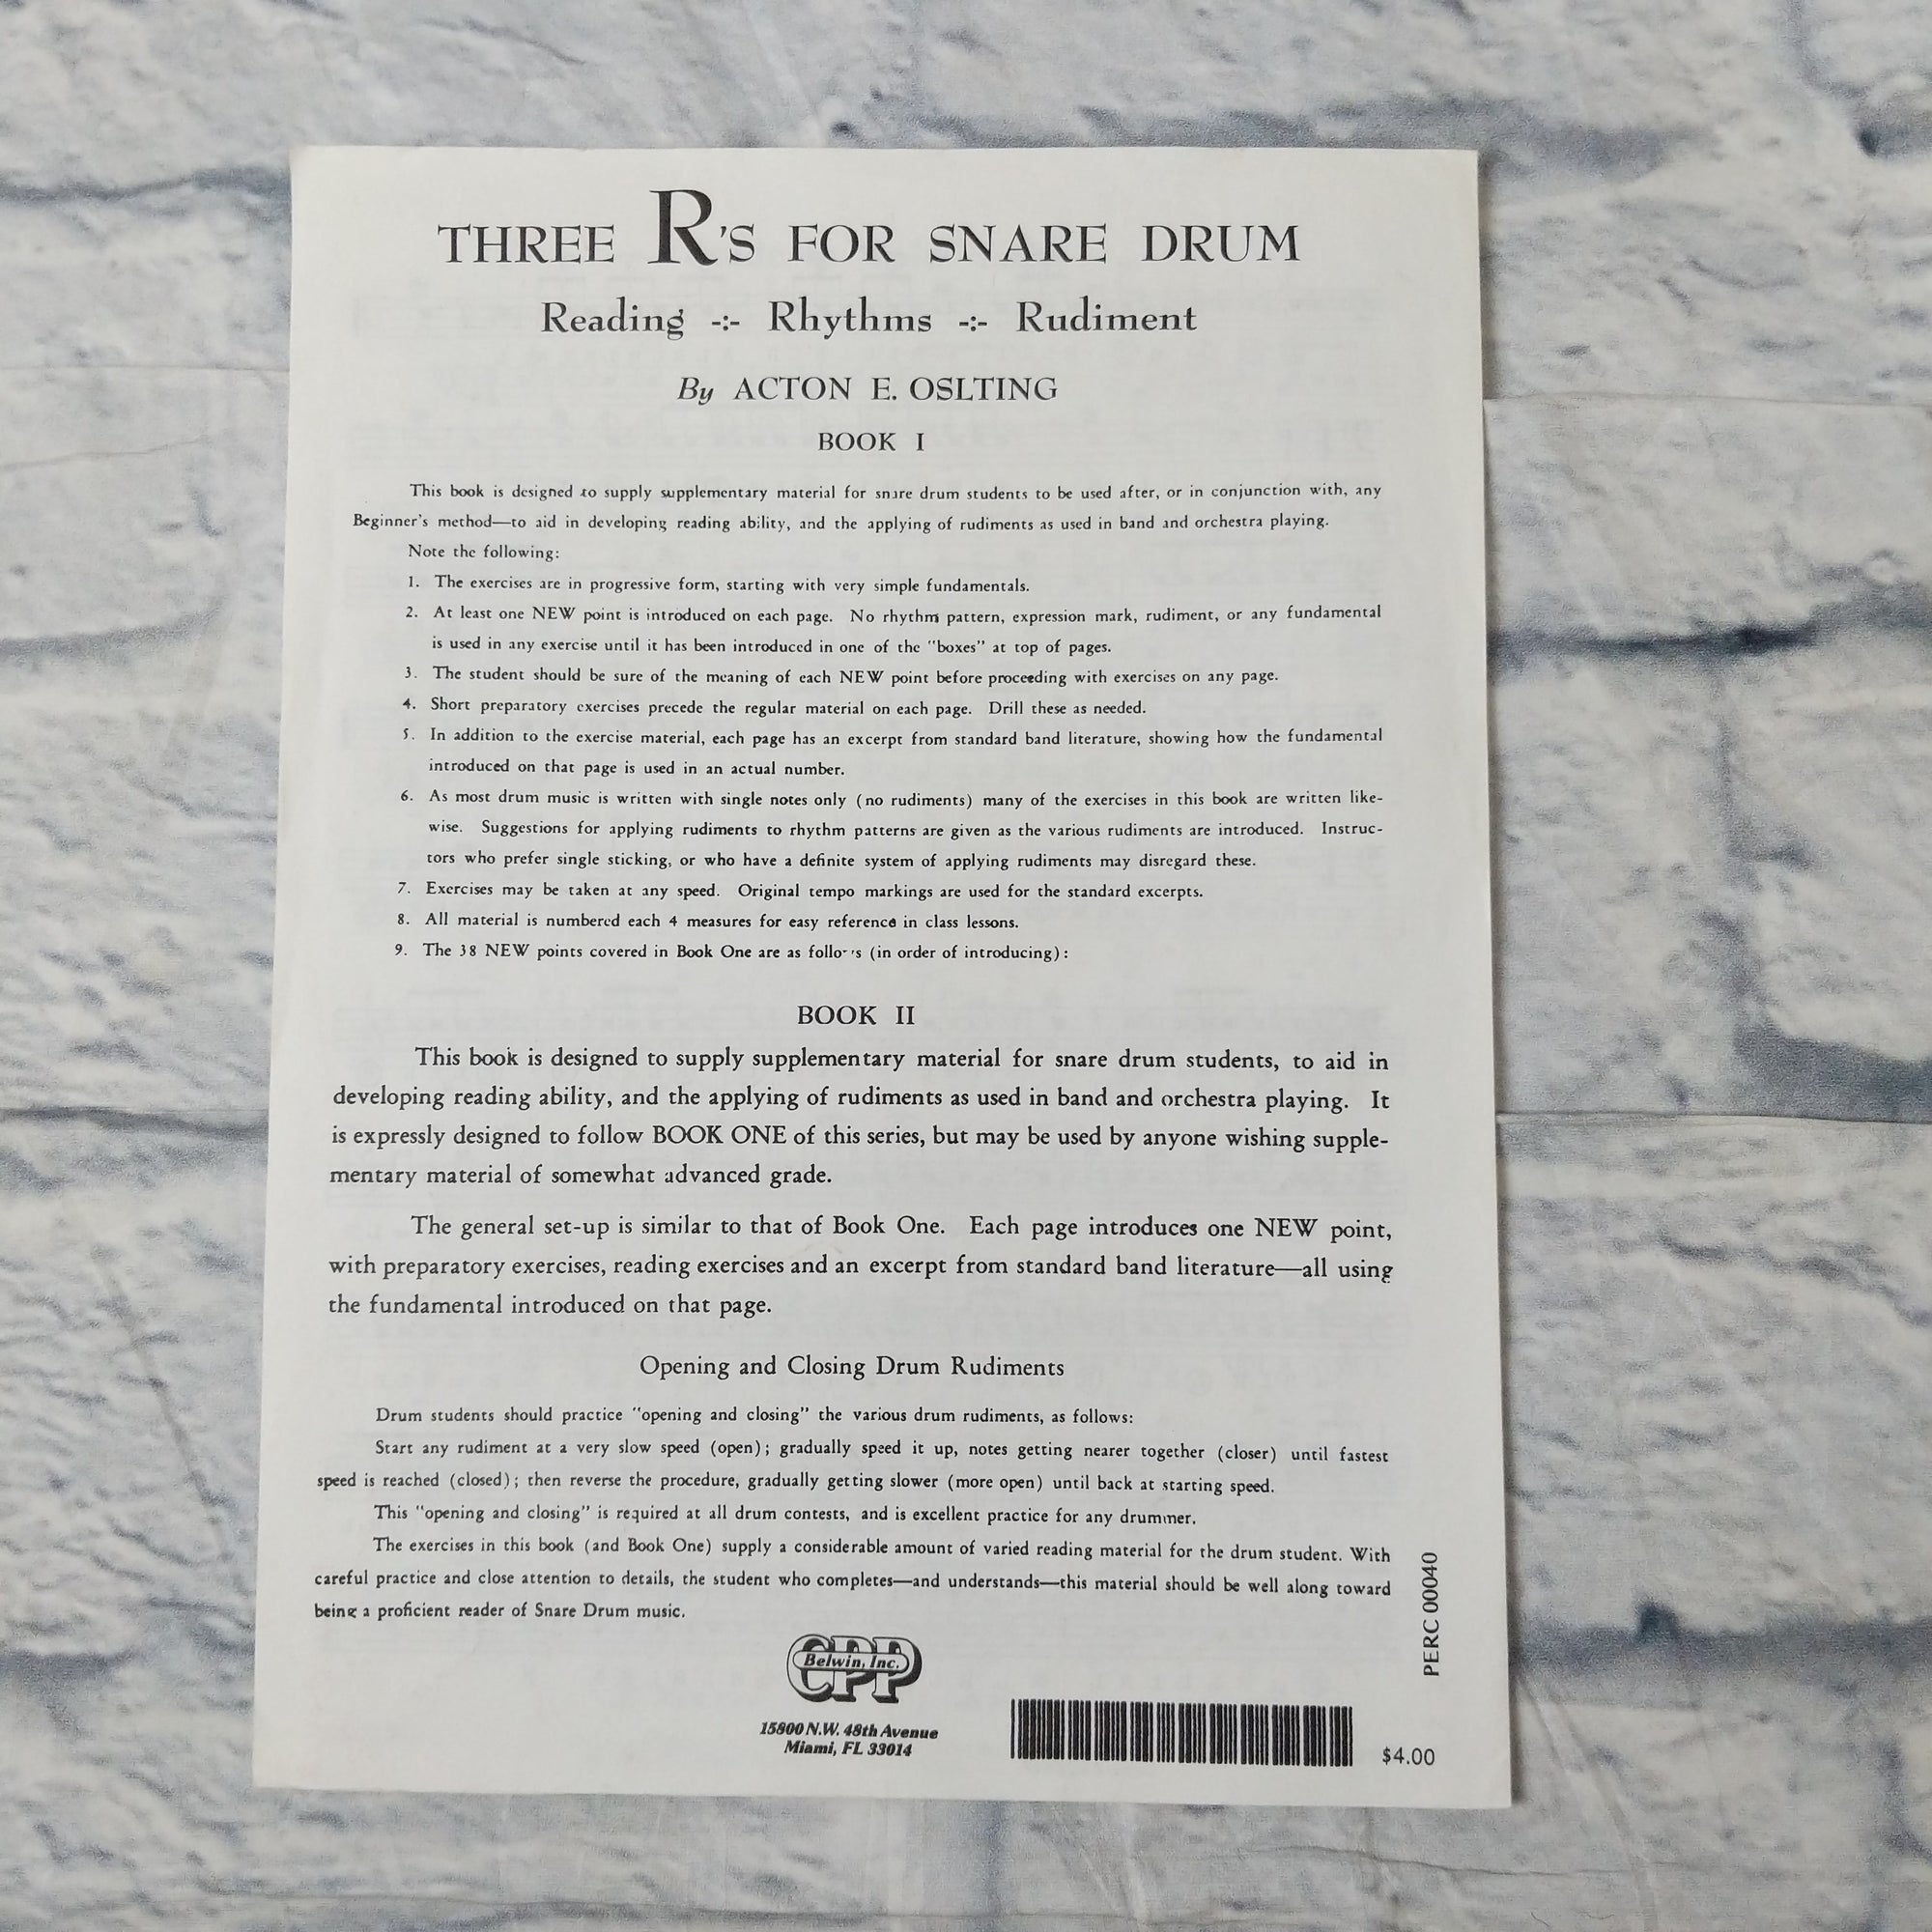 THREE R'S FOR SNARE DRUM
Reading -:- Rhythms -:- Rudiment
By ACTON E. OSLTING
BOOK I
This book is designed to supply supplementary material for snare drum students to be used after, or in conjunction with, any
Beginner's method—to aid in developing reading ability, and the applying of rudiments as used in band and orchestra playing.
Note the following:
1. The exercises are in progressive form, starting with very simple fundamentals.
2. At least one NEW point is introduced on each page. No rhythm pattern, expression mark, rudiment, or any fundamental
is used in any exercise until it has been introduced in one of the "boxes" at top of pages.
3. The student should be sure of the meaning of each NEW point before proceeding with exercises on any page.
4. Short preparatory exercises precede the regular material on each page. Drill these as needed.
5. In addition to the exercise material, each page has an excerpt from standard band literature, showing how the fundamental
introduced on that page is used in an actual number.
6. As most drum music is written with single notes only (no rudiments) many of the exercises in this book are written like-
wise. Suggestions for applying rudiments to rhythm patterns are given as the various rudiments are introduced. Instruc-
tors who prefer single sticking, or who have a definite system of applying rudiments may disregard these.
7. Exercises may be taken at any speed. Original tempo markings are used for the standard excerpts.
8. All material is numbered each 4 measures for easy reference in class lessons.
9. The 38 NEW points covered in Book One are as follows (in order of introducing):
BOOK II
This book is designed to supply supplementary material for snare drum students, to aid in
developing reading ability, and the applying of rudiments as used in band and orchestra playing. It
is expressly designed to follow BOOK ONE of this series, but may be used by anyone wishing supple-
mentary material of somewhat advanced grade.
The general set-up is similar to that of Book One. Each page introduces one NEW point,
with preparatory exercises, reading exercises and an excerpt from standard band literature—all using
the fundamental introduced on that page.
Opening and Closing Drum Rudiments
Drum students should practice "opening and closing" the various drum rudiments, as follows:
Start any rudiment at a very slow speed (open); gradually speed it up, notes getting nearer together (closer) until fastest
speed is reached (closed); then reverse the procedure, gradually getting slower (more open) until back at starting speed.
This "opening and closing" is required at all drum contests, and is excellent practice for any drummer.
The exercises in this book (and Book One) supply a considerable amount of varied reading material for the drum student. With
careful practice and close attention to details, the student who completes—and understands—this material should be well along toward
being a proficient reader of Snare Drum music.
CPP
Belwin, Inc.
15800 N.W. 48th Avenue
Miami, FL 33014
$4.00
PERC 00040